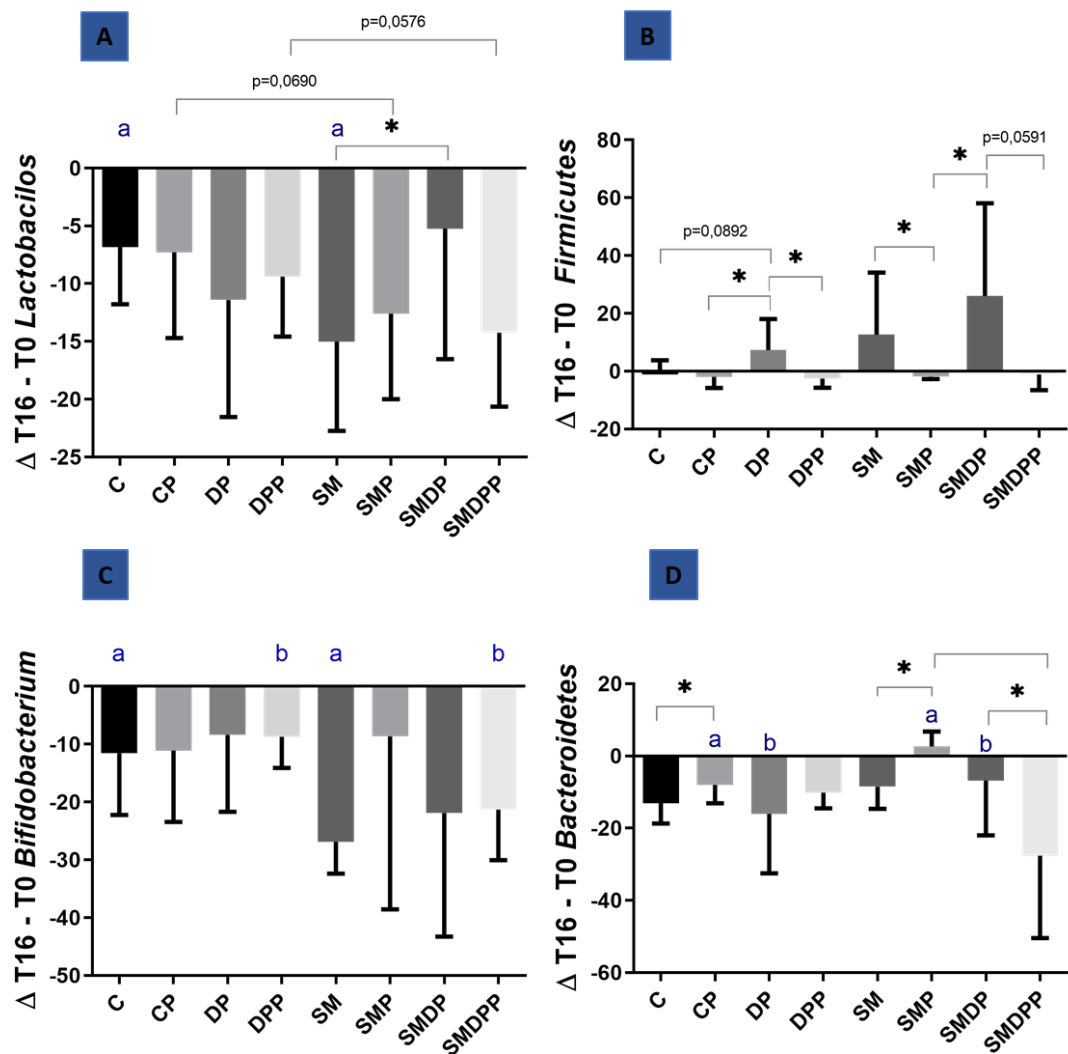 A
p=0,0576
p=0,0690
a
a
*
Δ T16 - T0 Lactobacilos
0
-5
-10
-15
-20
-25
C
CP
DP
DPP
SM
SMP
SMDP
SMDPP
B
p=0,0591
*
p=0,0892
*
*
*
Δ T16 - T0 Firmicutes
80
60
40
20
0
-20
C
CP
DP
DPP
SM
SMP
SMDP
SMDPP
C
a
b
a
b
Δ T16 - T0 Bifidobacterium
0
-10
-20
-30
-40
-50
C
CP
DP
DPP
SM
SMP
SMDP
SMDPP
D
*
*
*
a
b
a
b
Δ T16 - T0 Bacteroidetes
20
0
-20
-40
-60
C
CP
DP
DPP
SM
SMP
SMDP
SMDPP